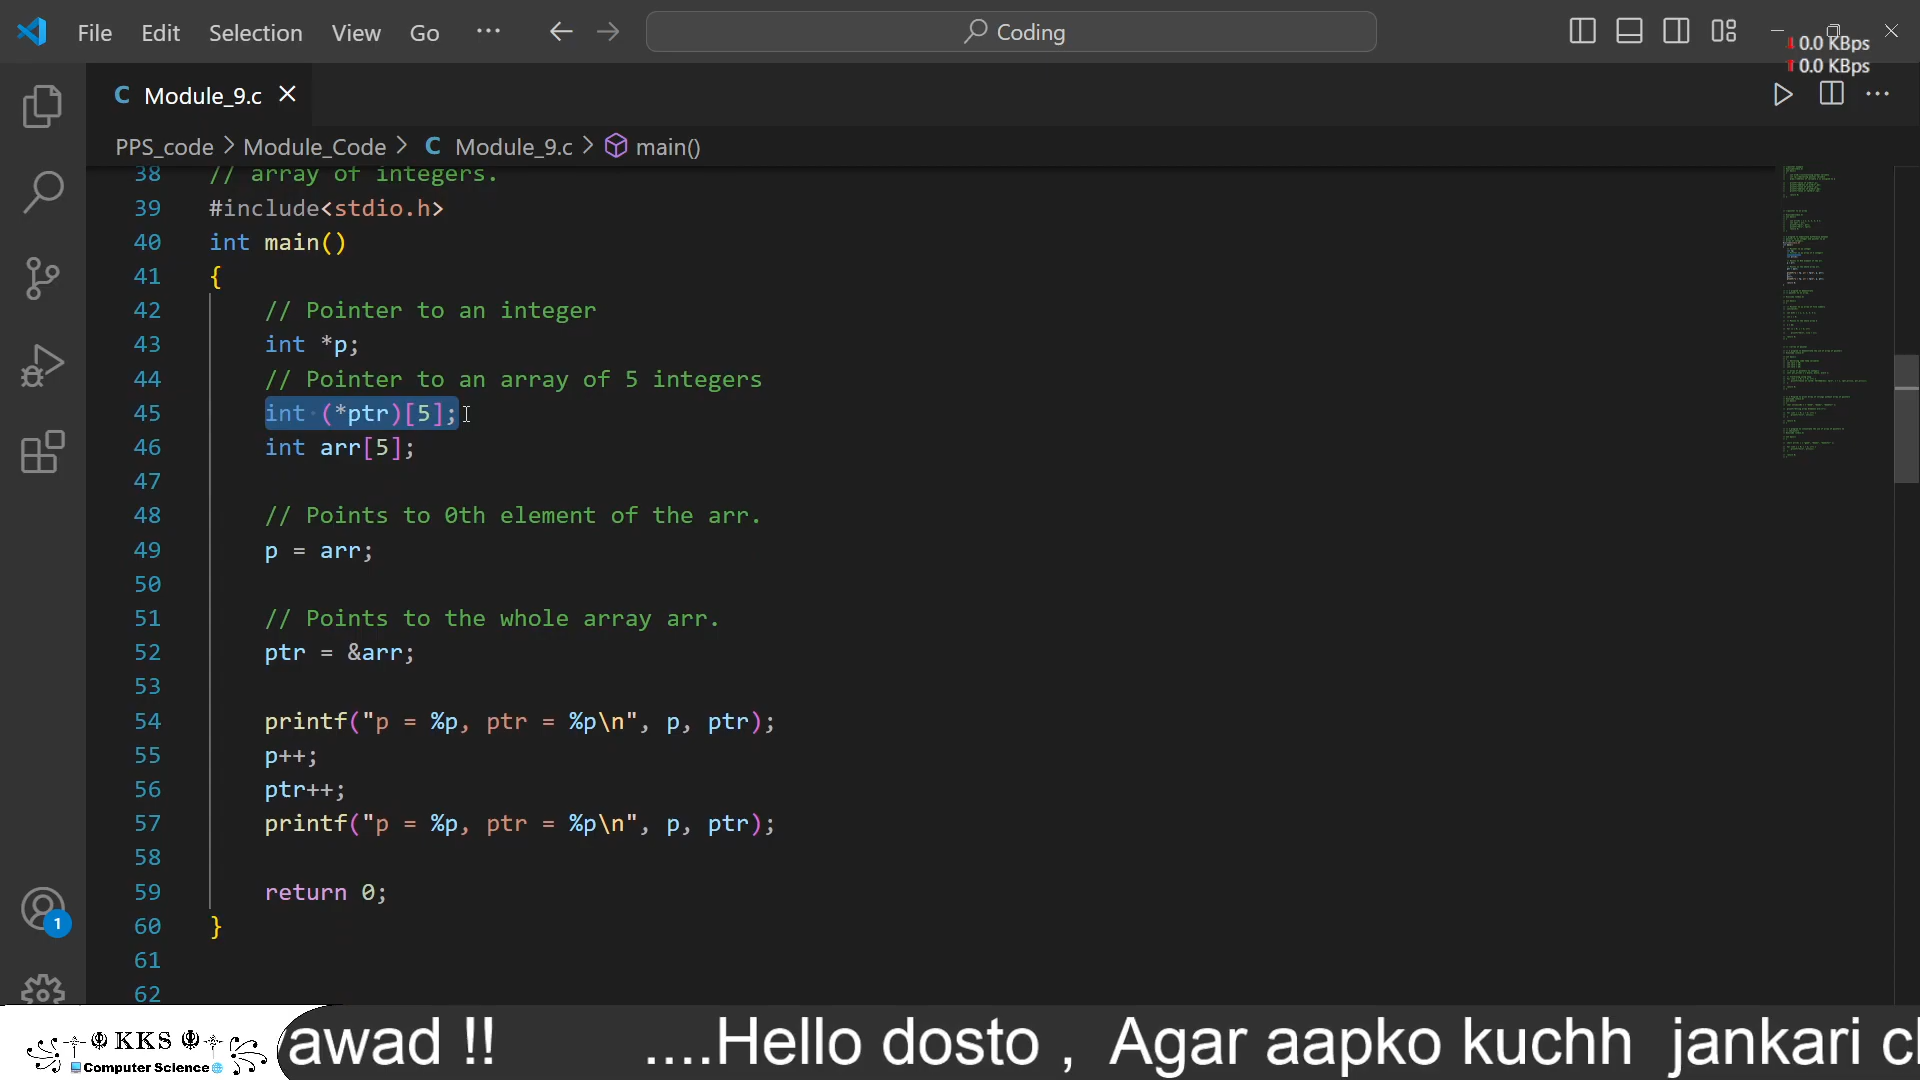 File Edit Selection View Go ··· Coding
0.0 KBps
0.0 KBps
C Module_9.c
PPS_code > Module_Code > C Module_9.c > main()
38 // array of integers.
39 #include<stdio.h>
40 int main()
41 {
42 // Pointer to an integer
43 int *p;
44 // Pointer to an array of 5 integers
45 int (*ptr)[5];
46 int arr[5];
47
48 // Points to 0th element of the arr.
49 p = arr;
50
51 // Points to the whole array arr.
52 ptr = &arr;
53
54 printf("p = %p, ptr = %p\n", p, ptr);
55 p++;
56 ptr++;
57 printf("p = %p, ptr = %p\n", p, ptr);
58
59 return 0;
60 }
61
62
1
KKS
Computer Science
awad !! ....Hello dosto , Agar aapko kuchh jankari